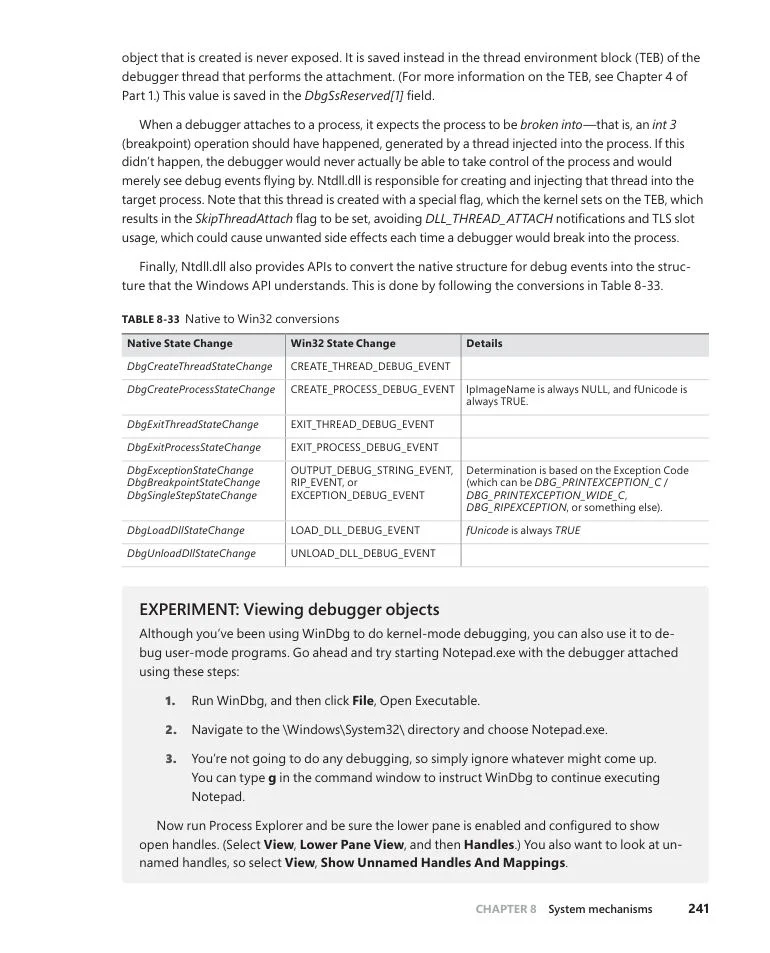 object that is created is never exposed. It is saved instead in the thread environment block (TEB) of the
debugger thread that performs the attachment. (For more information on the TEB, see Chapter 4 of
Part 1.) This value is saved in the DbgSsReserved[1] field.
When a debugger attaches to a process, it expects the process to be broken into—that is, an int 3
(breakpoint) operation should have happened, generated by a thread injected into the process. If this
didn't happen, the debugger would never actually be able to take control of the process and would
merely see debug events flying by. Ntdll.dll is responsible for creating and injecting that thread into the
target process. Note that this thread is created with a special flag, which the kernel sets on the TEB, which
results in the SkipThreadAttach flag to be set, avoiding DLL_THREAD_ATTACH notifications and TLS slot
usage, which could cause unwanted side effects each time a debugger would break into the process.
Finally, Ntdll.dll also provides APIs to convert the native structure for debug events into the struc-
ture that the Windows API understands. This is done by following the conversions in Table 8-33.
TABLE 8-33 Native to Win32 conversions
Native State Change Win32 State Change Details
DbgCreateThreadStateChange CREATE_THREAD_DEBUG_EVENT
DbgCreateProcessStateChange CREATE_PROCESS_DEBUG_EVENT lpImageName is always NULL, and fUnicode is
always TRUE.
DbgExitThreadStateChange EXIT_THREAD_DEBUG_EVENT
DbgExitProcessStateChange EXIT_PROCESS_DEBUG_EVENT
DbgExceptionStateChange OUTPUT_DEBUG_STRING_EVENT, Determination is based on the Exception Code
DbgBreakpointStateChange RIP_EVENT, or (which can be DBG_PRINTEXCEPTION_C /
DbgSingleStepStateChange EXCEPTION_DEBUG_EVENT DBG_PRINTEXCEPTION_WIDE_C,
DBG_RIPEXCEPTION, or something else).
DbgLoadDllStateChange LOAD_DLL_DEBUG_EVENT fUnicode is always TRUE
DbgUnloadDllStateChange UNLOAD_DLL_DEBUG_EVENT
EXPERIMENT: Viewing debugger objects
Although you've been using WinDbg to do kernel-mode debugging, you can also use it to de-
bug user-mode programs. Go ahead and try starting Notepad.exe with the debugger attached
using these steps:
1. Run WinDbg, and then click File, Open Executable.
2. Navigate to the \Windows\System32\ directory and choose Notepad.exe.
3. You're not going to do any debugging, so simply ignore whatever might come up.
You can type g in the command window to instruct WinDbg to continue executing
Notepad.
Now run Process Explorer and be sure the lower pane is enabled and configured to show
open handles. (Select View, Lower Pane View, and then Handles.) You also want to look at un-
named handles, so select View, Show Unnamed Handles And Mappings.
CHAPTER 8 System mechanisms 241